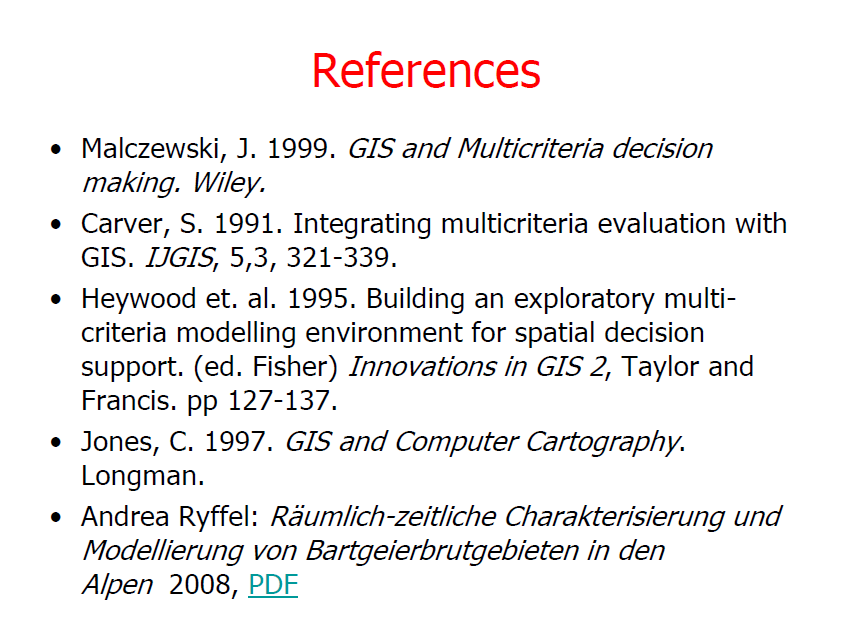 References
• Malczewski, J. 1999. GIS and Multicriteria decision
making. Wiley.
• Carver, S. 1991. Integrating multicriteria evaluation with
GIS. IJGIS, 5,3, 321-339.
• Heywood et. al. 1995. Building an exploratory multi-
criteria modelling environment for spatial decision
support. (ed. Fisher) Innovations in GIS 2, Taylor and
Francis. pp 127-137.
• Jones, C. 1997. GIS and Computer Cartography.
Longman.
• Andrea Ryffel: Räumlich-zeitliche Charakterisierung und
Modellierung von Bartgeierbrutgebieten in den
Alpen 2008, PDF